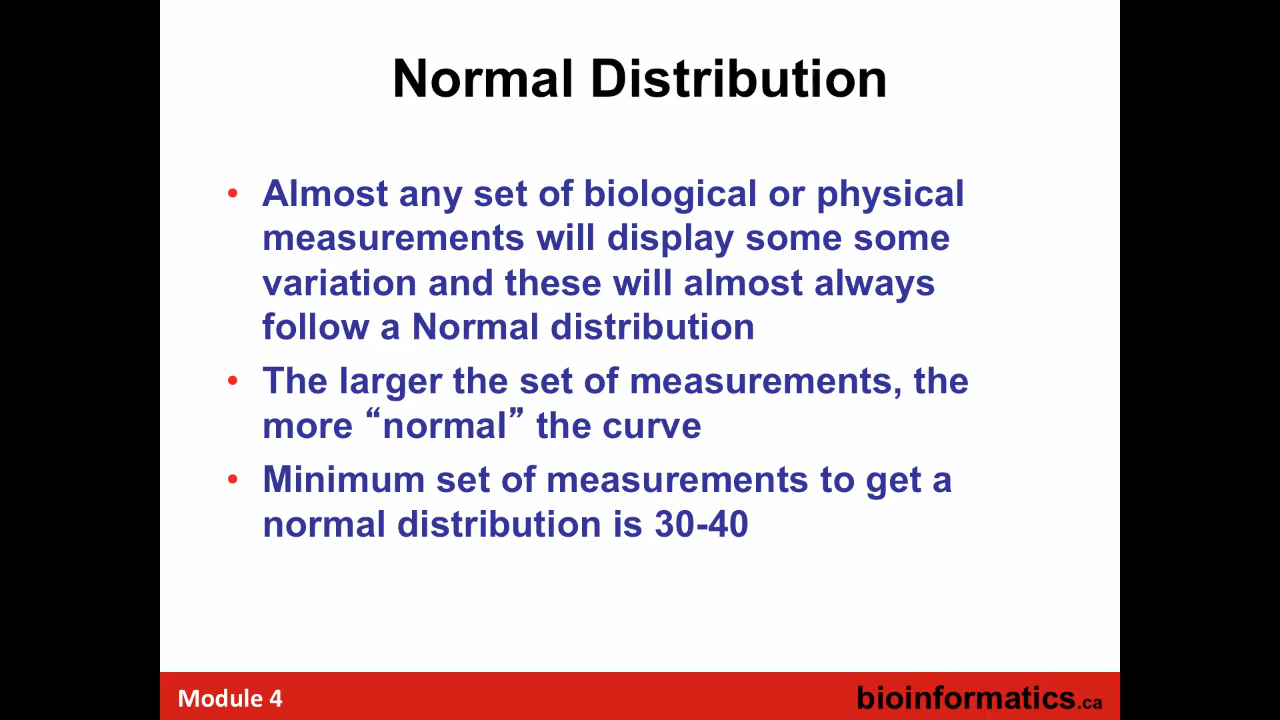 Normal Distribution
• Almost any set of biological or physical
measurements will display some some
variation and these will almost always
follow a Normal distribution
• The larger the set of measurements, the
more “normal” the curve
• Minimum set of measurements to get a
normal distribution is 30-40
Module 4
bioinformatics.ca